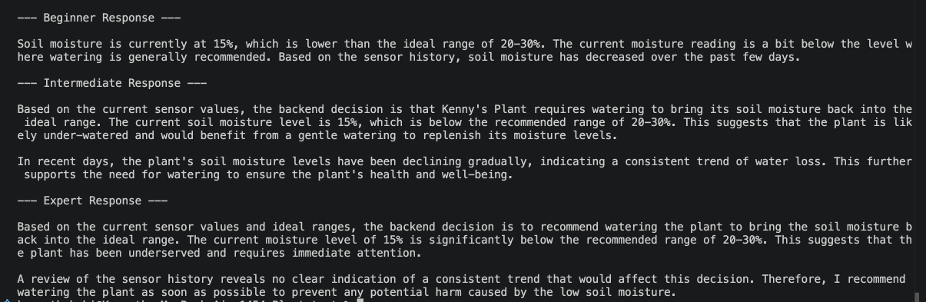 --- Beginner Response ---
Soil moisture is currently at 15%, which is lower than the ideal range of 20-30%. The current moisture reading is a bit below the level w
here watering is generally recommended. Based on the sensor history, soil moisture has decreased over the past few days.
--- Intermediate Response ---
Based on the current sensor values, the backend decision is that Kenny's Plant requires watering to bring its soil moisture back into the
ideal range. The current soil moisture level is 15%, which is below the recommended range of 20-30%. This suggests that the plant is lik
ely under-watered and would benefit from a gentle watering to replenish its moisture levels.
In recent days, the plant's soil moisture levels have been declining gradually, indicating a consistent trend of water loss. This further
supports the need for watering to ensure the plant's health and well-being.
--- Expert Response ---
Based on the current sensor values and ideal ranges, the backend decision is to recommend watering the plant to bring the soil moisture b
ack into the ideal range. The current moisture level of 15% is significantly below the recommended range of 20-30%. This suggests that th
e plant has been underserved and requires immediate attention.
A review of the sensor history reveals no clear indication of a consistent trend that would affect this decision. Therefore, I recommend
watering the plant as soon as possible to prevent any potential harm caused by the low soil moisture.